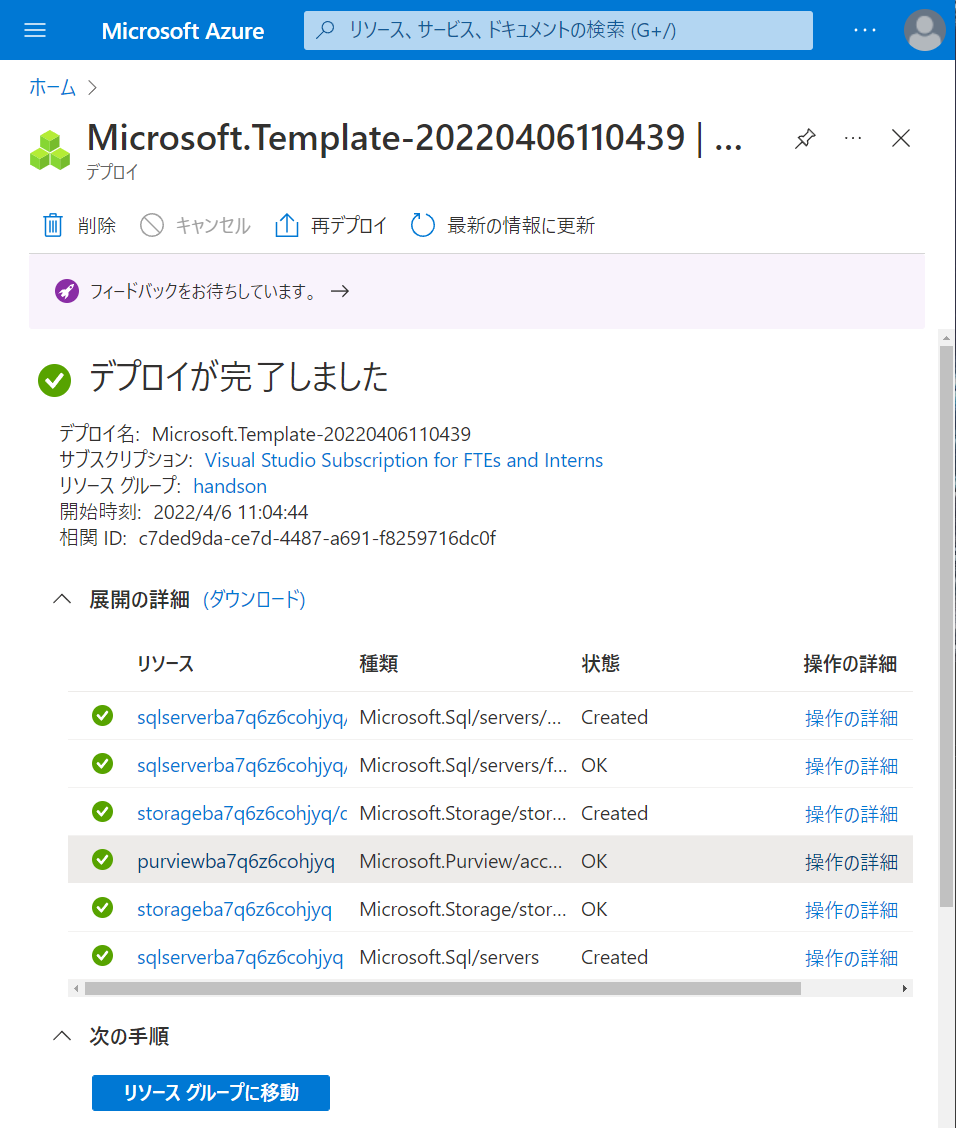 Microsoft Azure
リソース、サービス、ドキュメントの検索 (G+/)
…
ホーム >
Microsoft.Template-20220406110439 | ...
デプロイ
削除 キャンセル 再デプロイ 最新の情報に更新
フィードバックをお待ちしています。 →
デプロイが完了しました
デプロイ名: Microsoft.Template-20220406110439
サブスクリプション: Visual Studio Subscription for FTEs and Interns
リソース グループ: handson
開始時刻: 2022/4/6 11:04:44
相関 ID: c7ded9da-ce7d-4487-a691-f8259716dc0f
展開の詳細 (ダウンロード)
リソース 種類 状態 操作の詳細
sqlserverba7q6z6cohjyq/ Microsoft.Sql/servers/... Created 操作の詳細
sqlserverba7q6z6cohjyq/ Microsoft.Sql/servers/f... OK 操作の詳細
storageba7q6z6cohjyq/c Microsoft.Storage/stor... Created 操作の詳細
purviewba7q6z6cohjyq Microsoft.Purview/acc... OK 操作の詳細
storageba7q6z6cohjyq Microsoft.Storage/stor... OK 操作の詳細
sqlserverba7q6z6cohjyq Microsoft.Sql/servers Created 操作の詳細
次の手順
リソース グループに移動